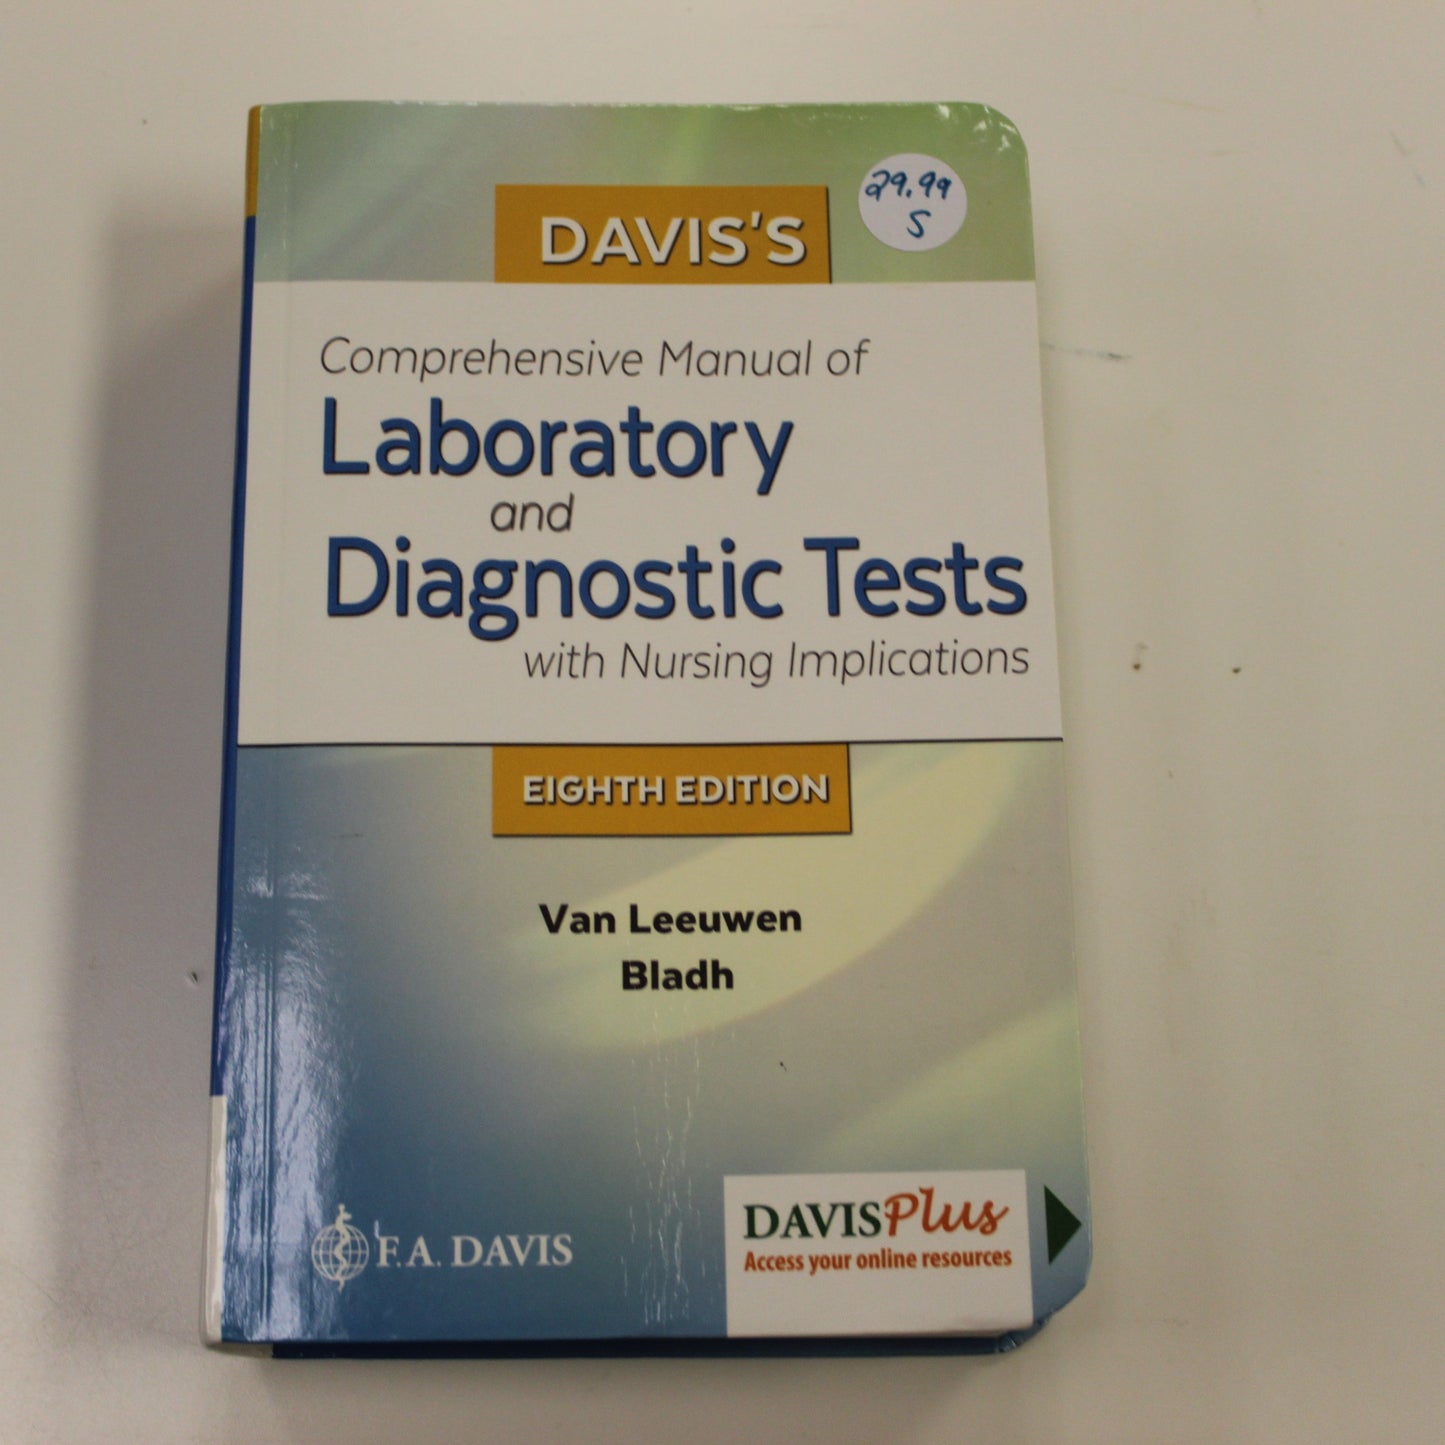 29.99
S
DAVIS'S
Comprehensive Manual of
Laboratory
and
Diagnostic Tests
with Nursing Implications
EIGHTH EDITION
Van Leeuwen
Bladh
F.A. DAVIS
DAVISPlus
Access your online resources